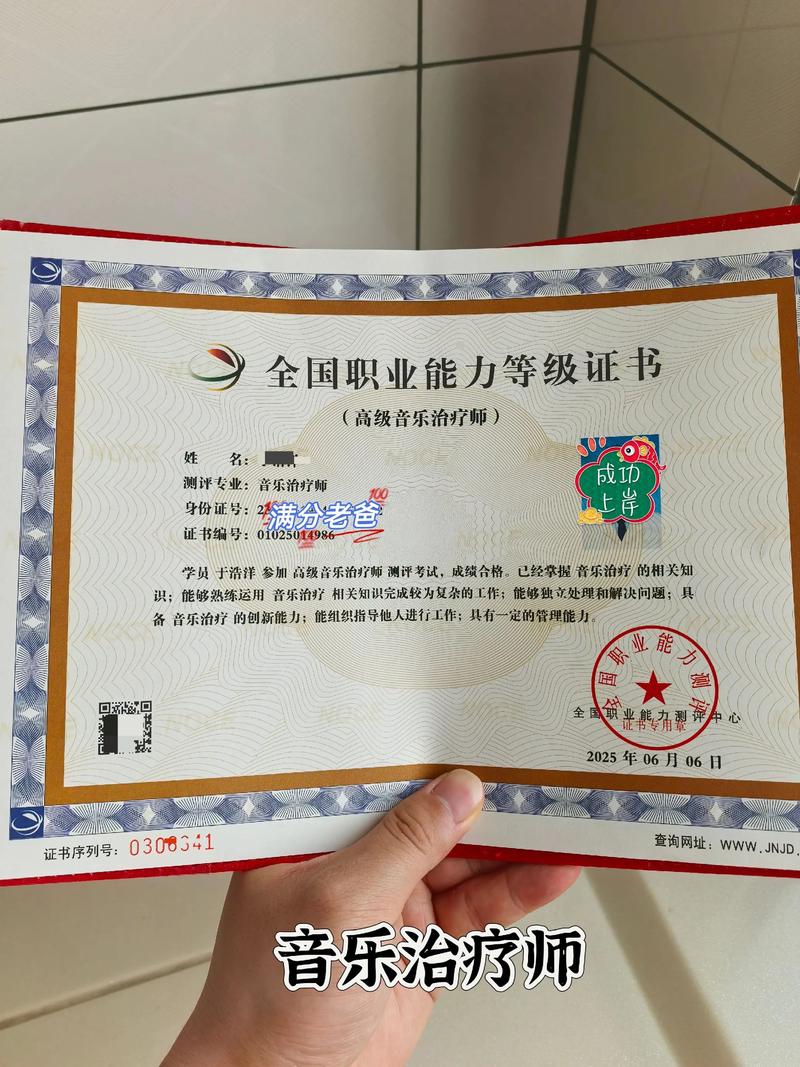 全国职业能力等级证书
（高级音乐治疗师）
姓 名：
成功
上岸
测评专业：音乐治疗师
身份证号：2
100
满分老爸
证书编号：01025014986
学员 于浩洋 参加 高级音乐治疗师 测评考试，成绩合格。已经掌握 音乐治疗 的相关知
识；能够熟练运用 音乐治疗 相关知识完成较为复杂的工作；能够独立处理和解决问题；具
备 音乐治疗 的创新能力；能组织指导他人进行工作；具有一定的管理能力。
全国职业能力测评
全国职业能力测评中心
证书专用章
2025 年 06 月 06 日
证书序列号：
查询网址：WWW.JNJD.
音乐治疗师